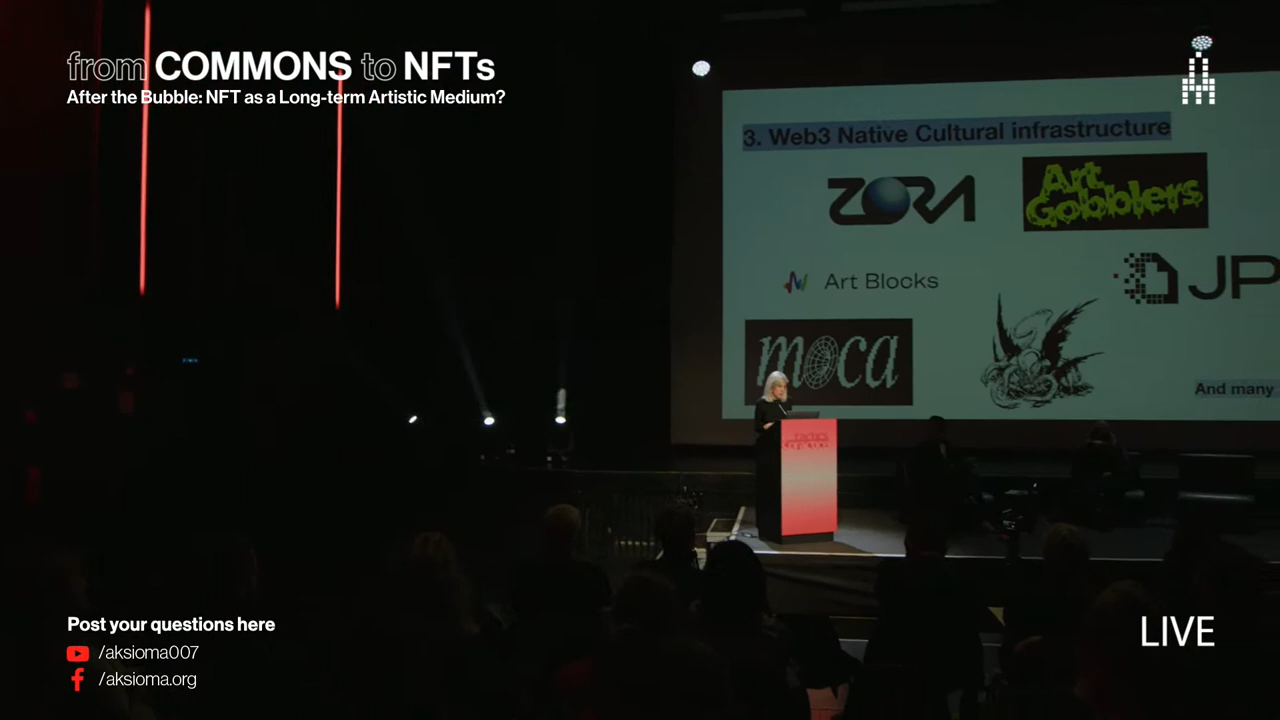 from COMMONS to NFTs
After the Bubble: NFT as a Long-term Artistic Medium?
3. Web3 Native Cultural infrastructure
ZORA
Art
Gobblers
Art Blocks
JP
moca
And many
tactics
Post your questions here
/aksioma007
/aksioma.org
LIVE